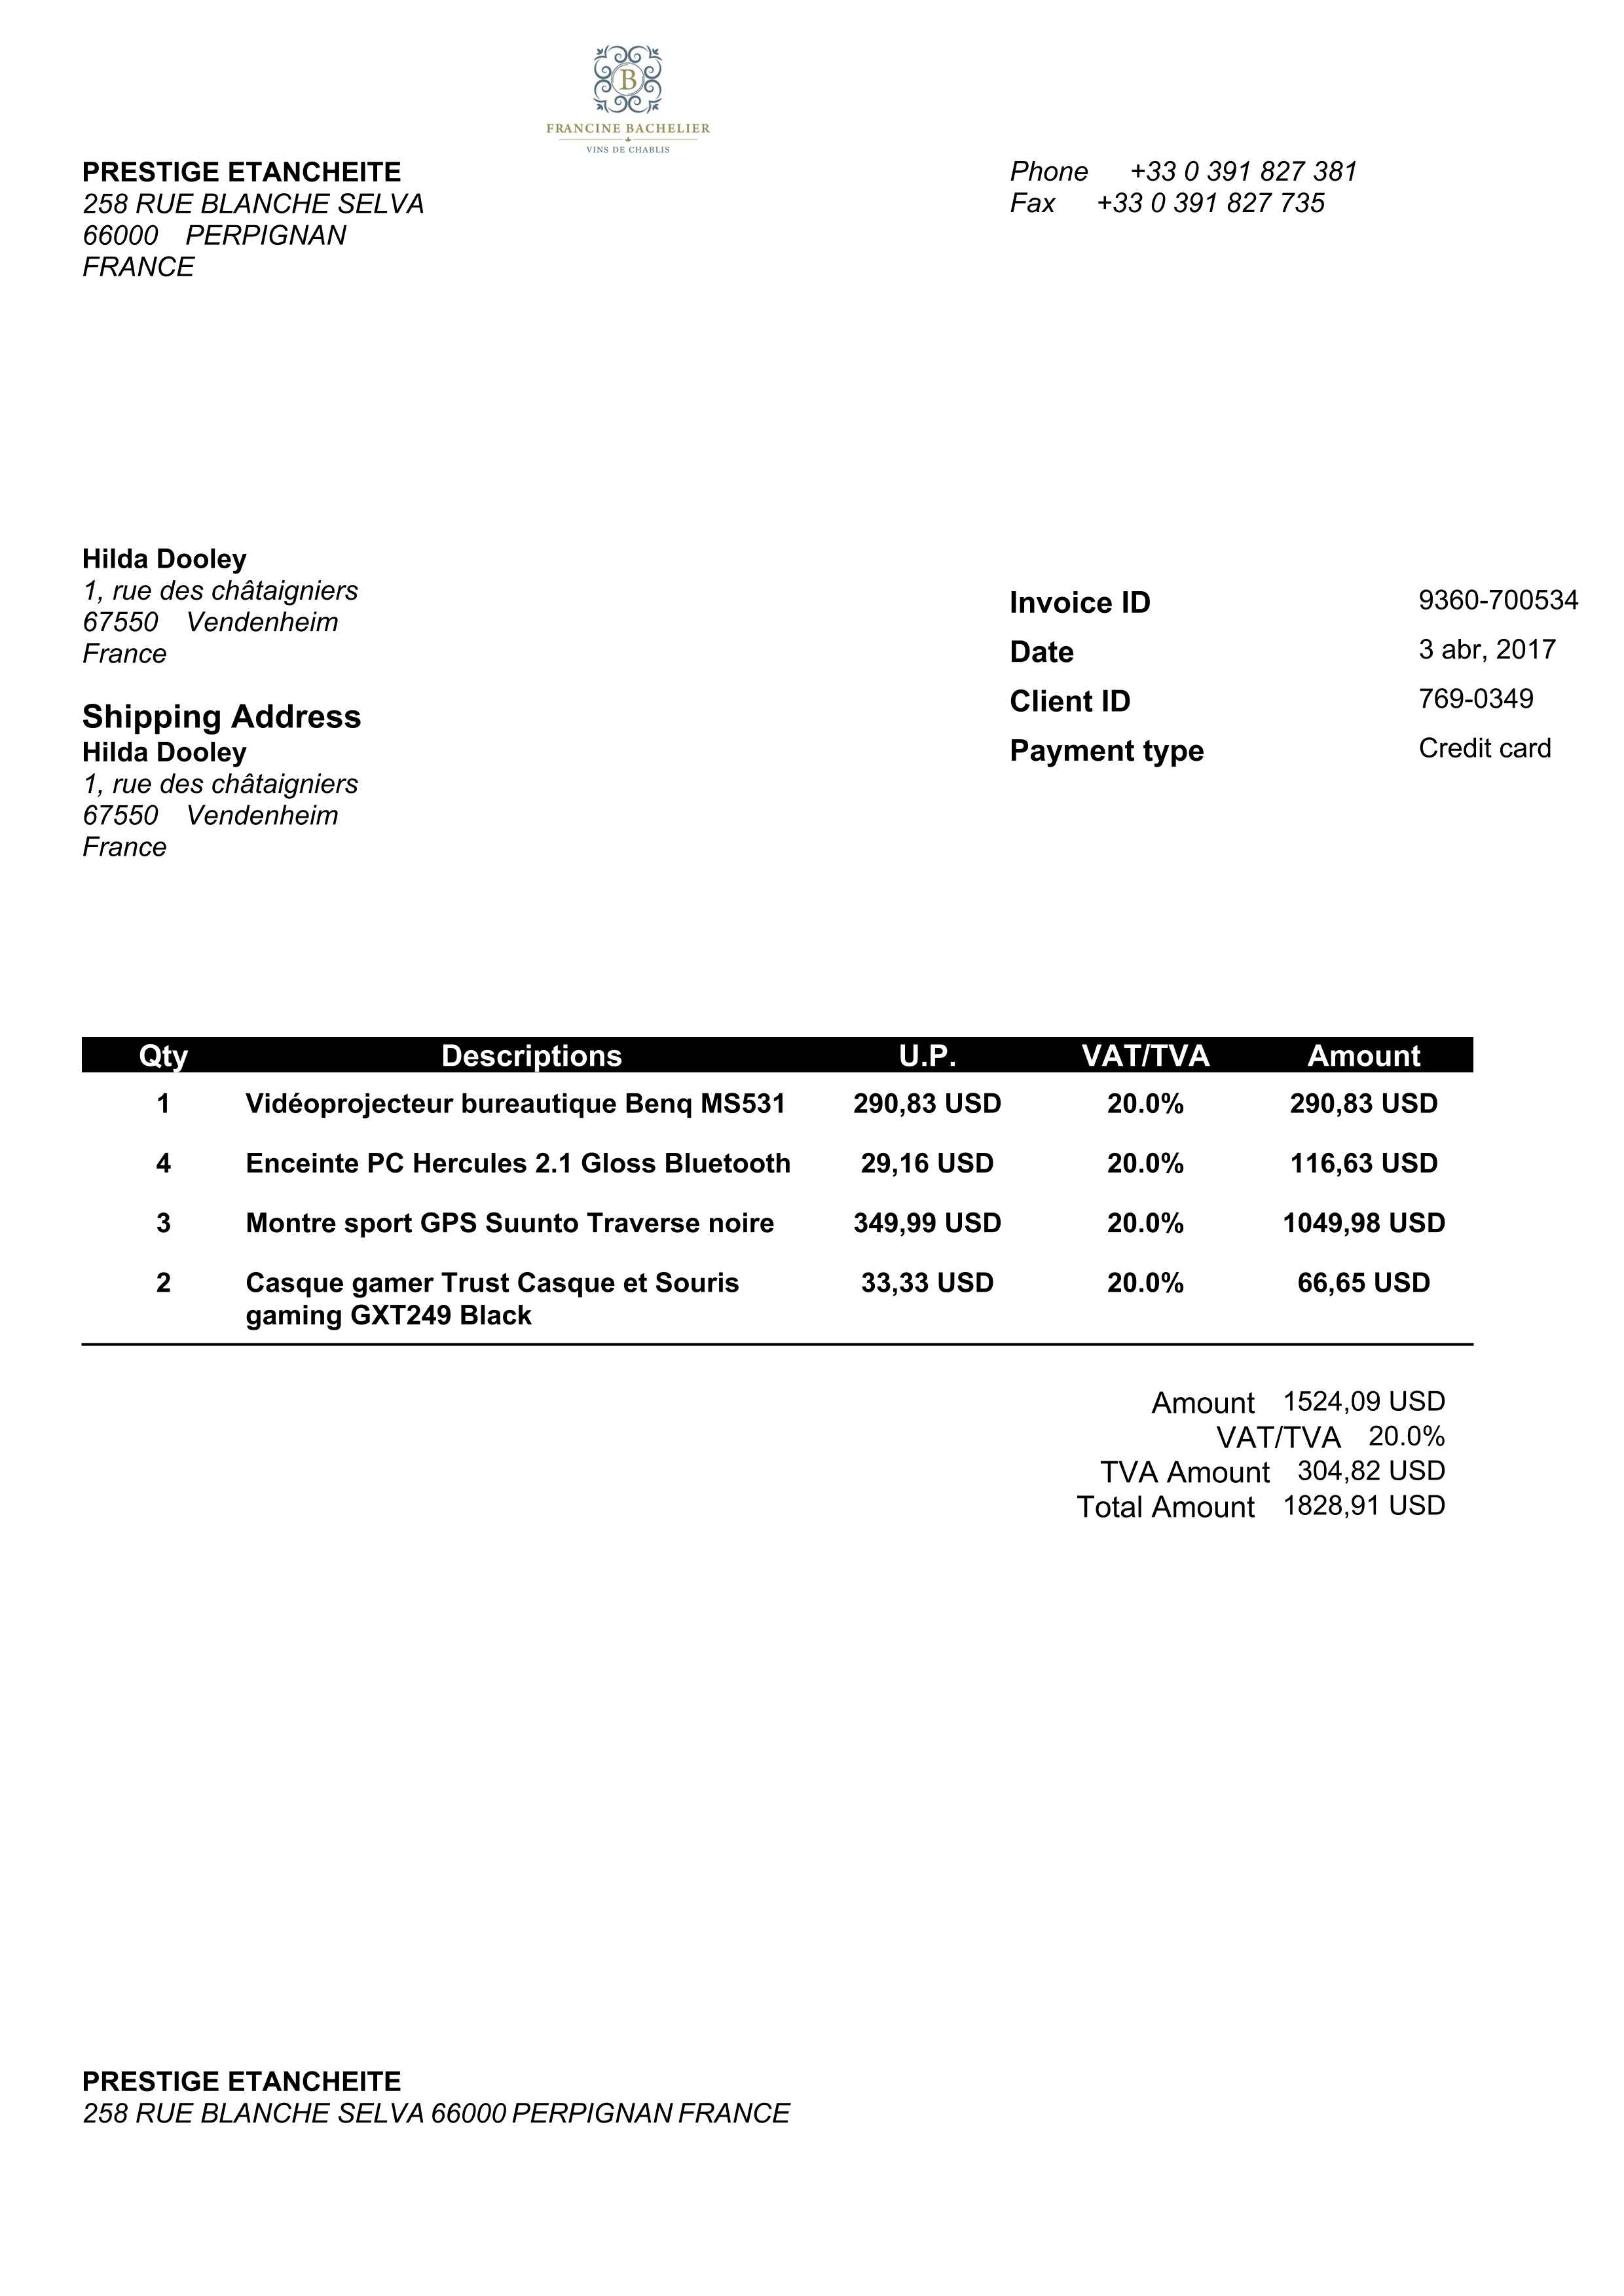 B
FRANCINE BACHELIER
VINS DE CHABLIS
PRESTIGE ETANCHEITE
258 RUE BLANCHE SELVA
66000 PERPIGNAN
FRANCE
Phone +33 0 391 827 381
Fax +33 0 391 827 735
Hilda Dooley
1, rue des châtaigniers
67550 Vendenheim
France
Shipping Address
Hilda Dooley
1, rue des châtaigniers
67550 Vendenheim
France
Invoice ID 9360-700534
Date 3 abr, 2017
Client ID 769-0349
Payment type Credit card
Qty Descriptions U.P. VAT/TVA Amount
1 Vidéoprojecteur bureautique Benq MS531 290,83 USD 20.0% 290,83 USD
4 Enceinte PC Hercules 2.1 Gloss Bluetooth 29,16 USD 20.0% 116,63 USD
3 Montre sport GPS Suunto Traverse noire 349,99 USD 20.0% 1049,98 USD
2 Casque gamer Trust Casque et Souris 33,33 USD 20.0% 66,65 USD
gaming GXT249 Black
Amount 1524,09 USD
VAT/TVA 20.0%
TVA Amount 304,82 USD
Total Amount 1828,91 USD
PRESTIGE ETANCHEITE
258 RUE BLANCHE SELVA 66000 PERPIGNAN FRANCE